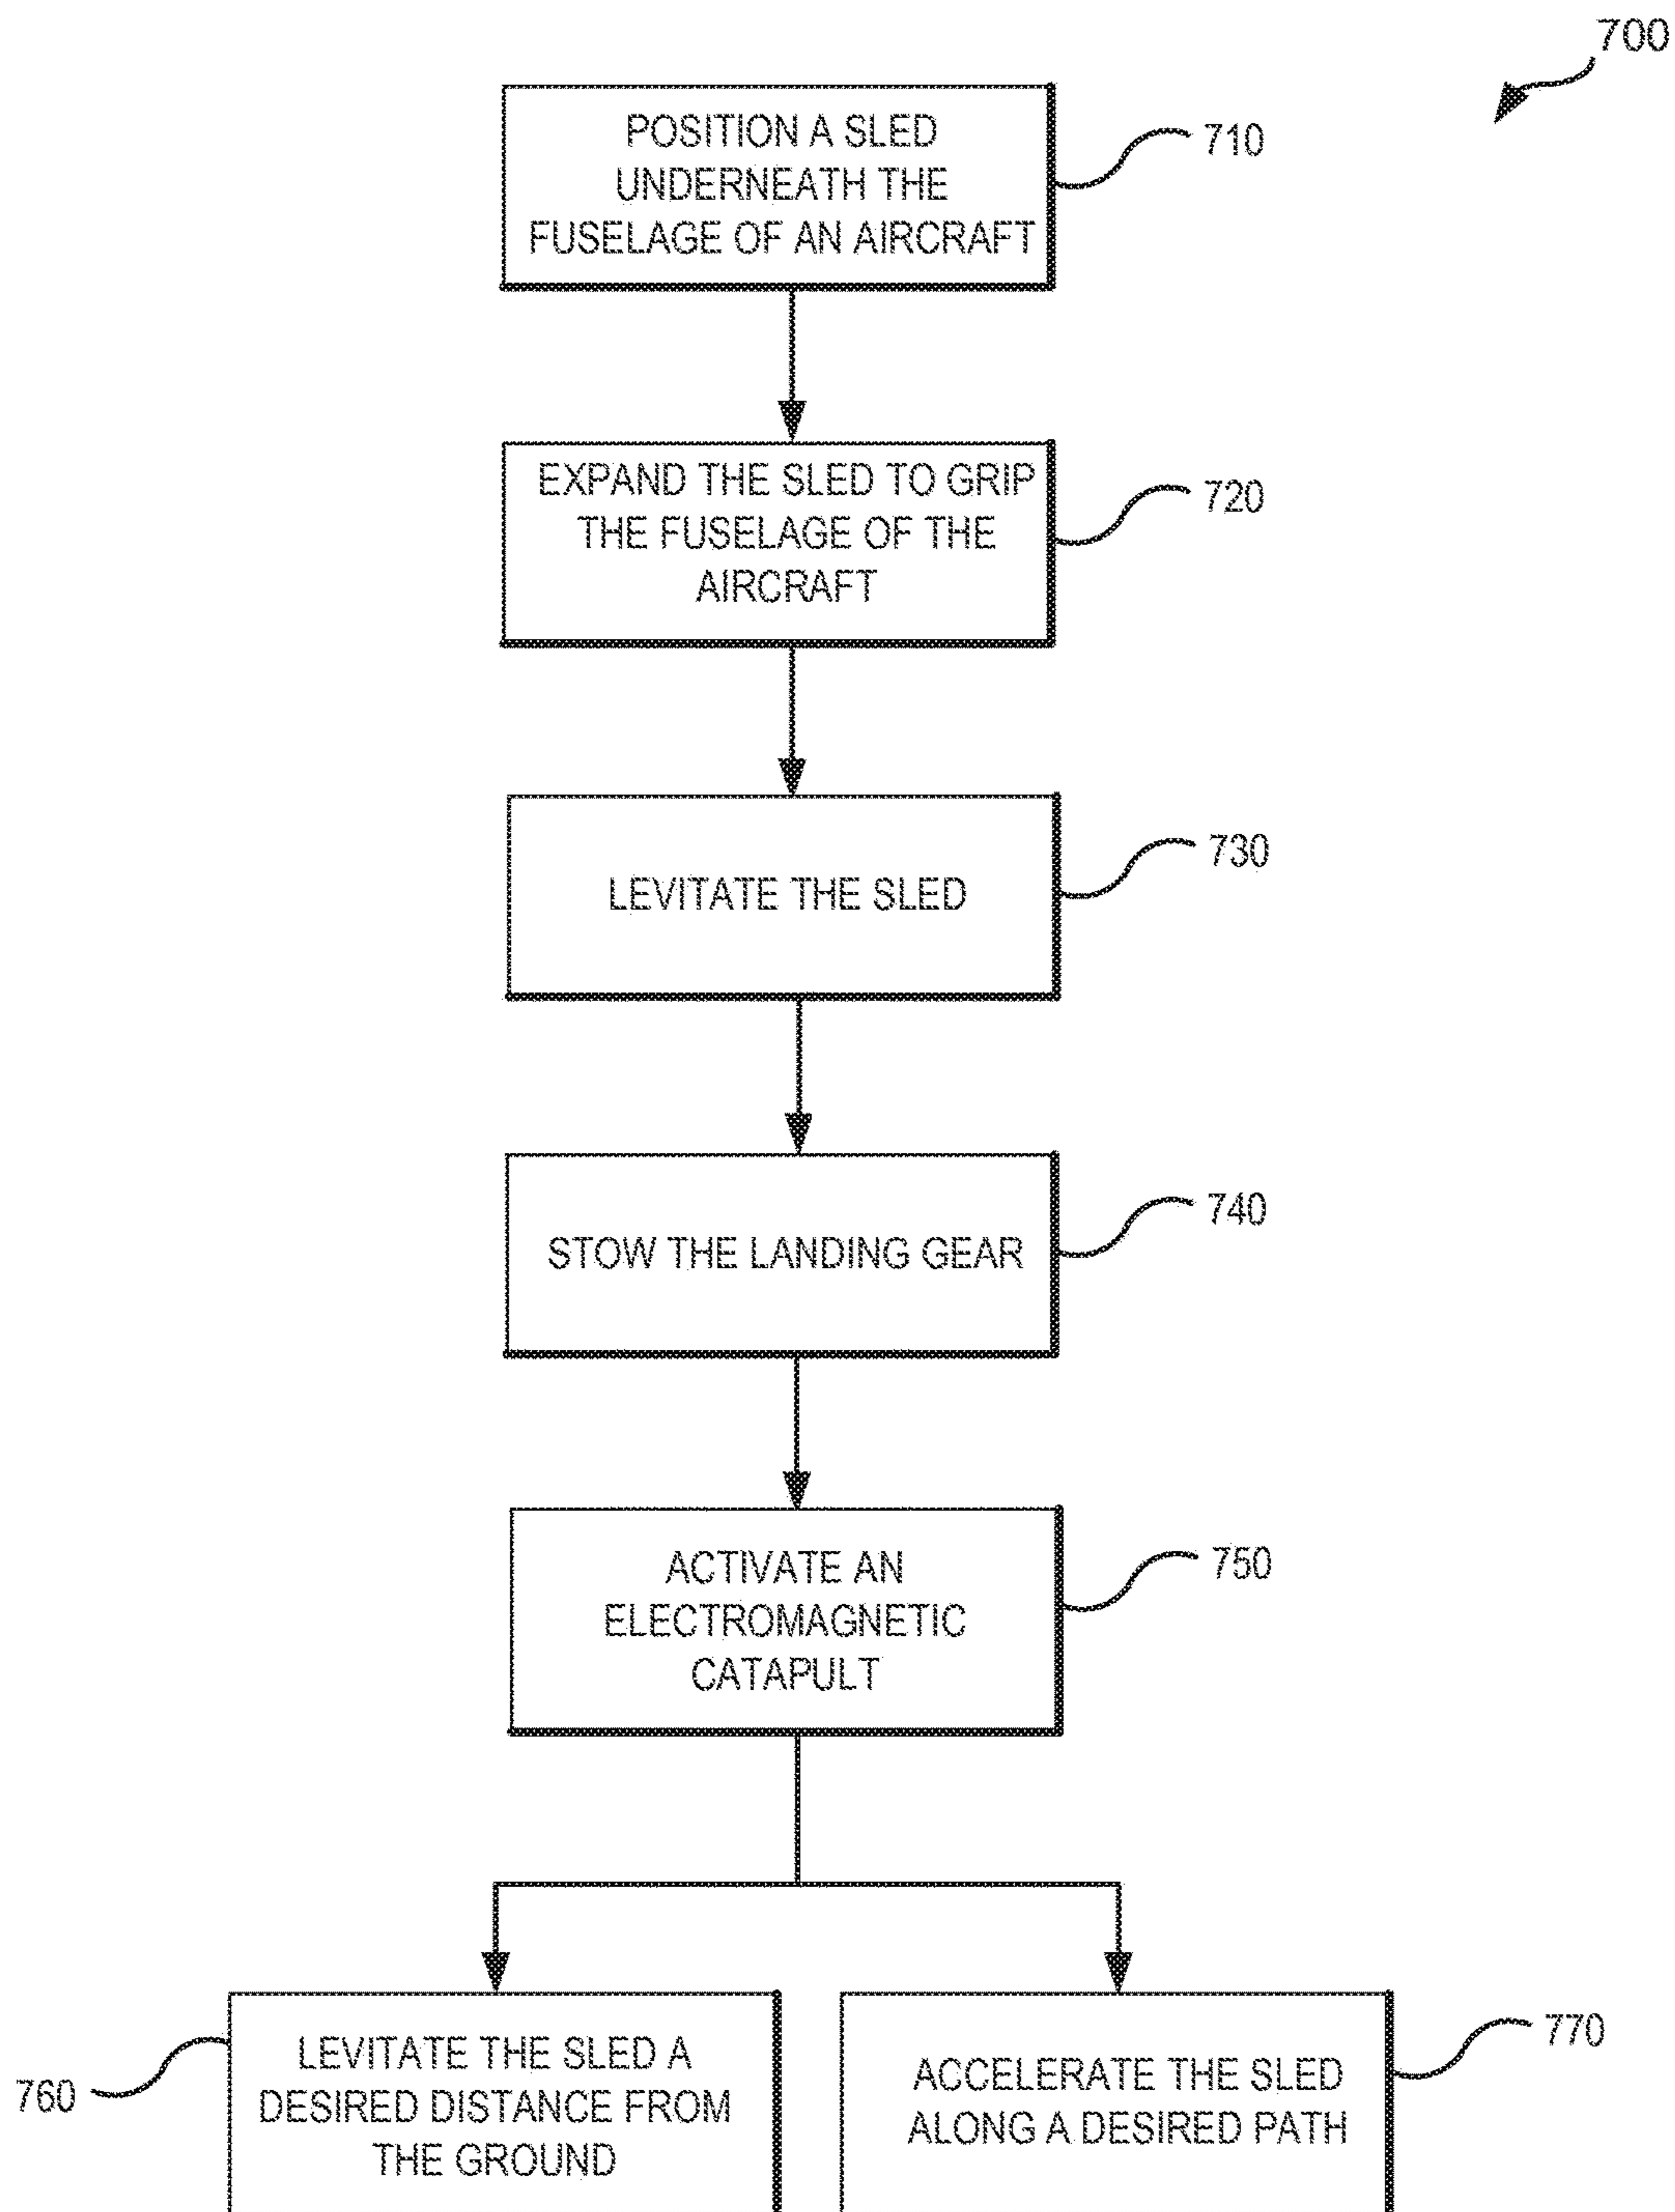 700
POSITION A SLED
UNDERNEATH THE
FUSELAGE OF AN AIRCRAFT
710
EXPAND THE SLED TO GRIP
THE FUSELAGE OF THE
AIRCRAFT
720
LEVITATE THE SLED
730
STOW THE LANDING GEAR
740
ACTIVATE AN
ELECTROMAGNETIC
CATAPULT
750
760
LEVITATE THE SLED A
DESIRED DISTANCE FROM
THE GROUND
ACCELERATE THE SLED
ALONG A DESIRED PATH
770